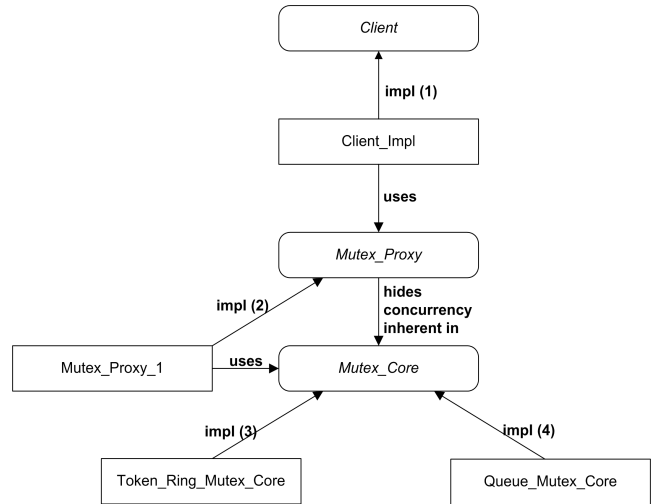 Client
impl (1)
Client_Impl
uses
Mutex_Proxy
hides
concurrency
inherent in
impl (2)
Mutex_Proxy_1
uses
Mutex_Core
impl (3)
impl (4)
Token_Ring_Mutex_Core
Queue_Mutex_Core